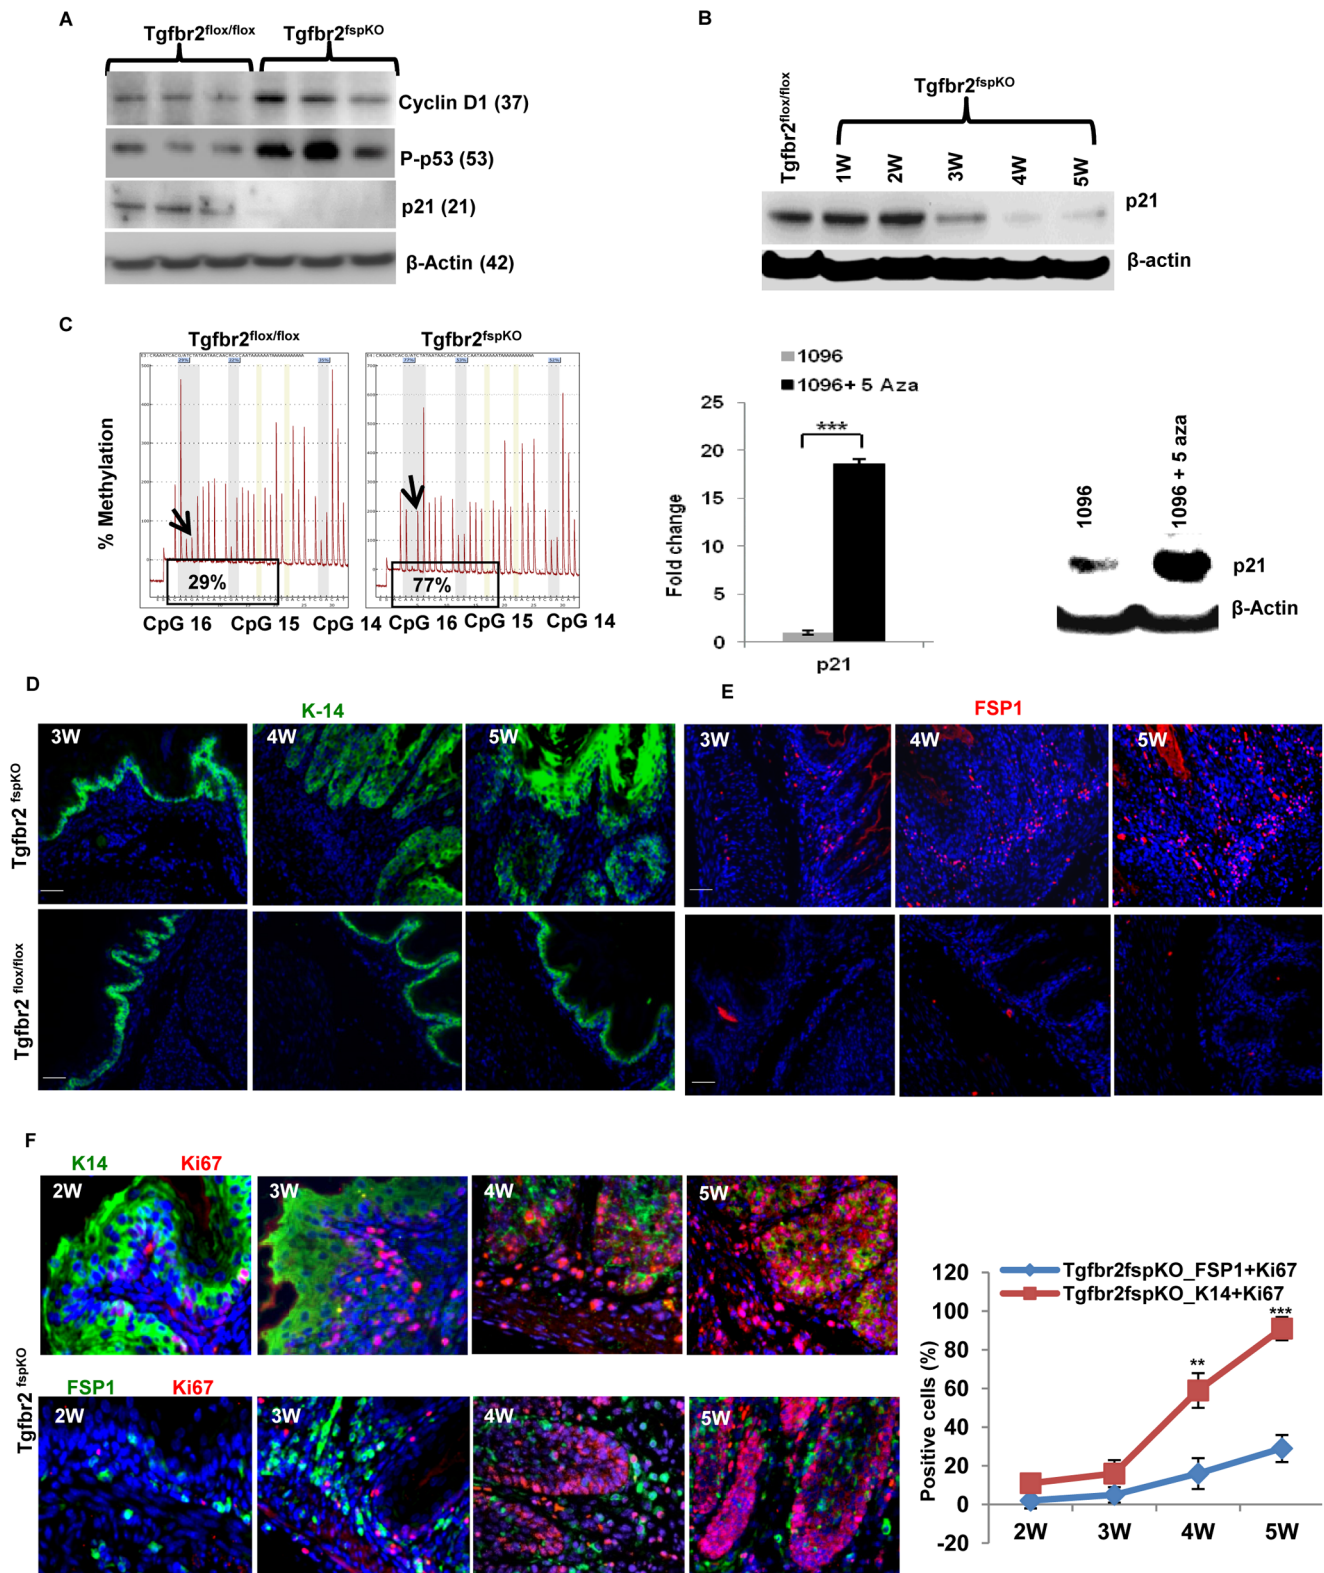 A
Tgfbr2flox/flox
Tgfbr2fspKO
Cyclin D1 (37)
P-p53 (53)
p21 (21)
β-Actin (42)
B
Tgfbr2flox/flox
Tgfbr2fspKO
1W
2W
3W
4W
5W
p21
β-actin
C
Tgfbr2flox/flox
Tgfbr2fspKO
% Methylation
29%
77%
CpG 16
CpG 15
CpG 14
CpG 16
CpG 15
CpG 14
1096
1096+ 5 Aza
Fold change
25
20
15
10
5
0
***
p21
1096
1096 + 5 aza
p21
β-Actin
D
K-14
Tgfbr2 fspKO
3W
4W
5W
Tgfbr2 flox/flox
E
FSP1
3W
4W
5W
F
K14
Ki67
2W
3W
4W
5W
Tgfbr2 fspKO
FSP1
Ki67
2W
3W
4W
5W
Tgfbr2fspKO_FSP1+Ki67
Tgfbr2fspKO_K14+Ki67
Positive cells (%)
120
100
80
60
40
20
0
-20
**
***
2W
3W
4W
5W